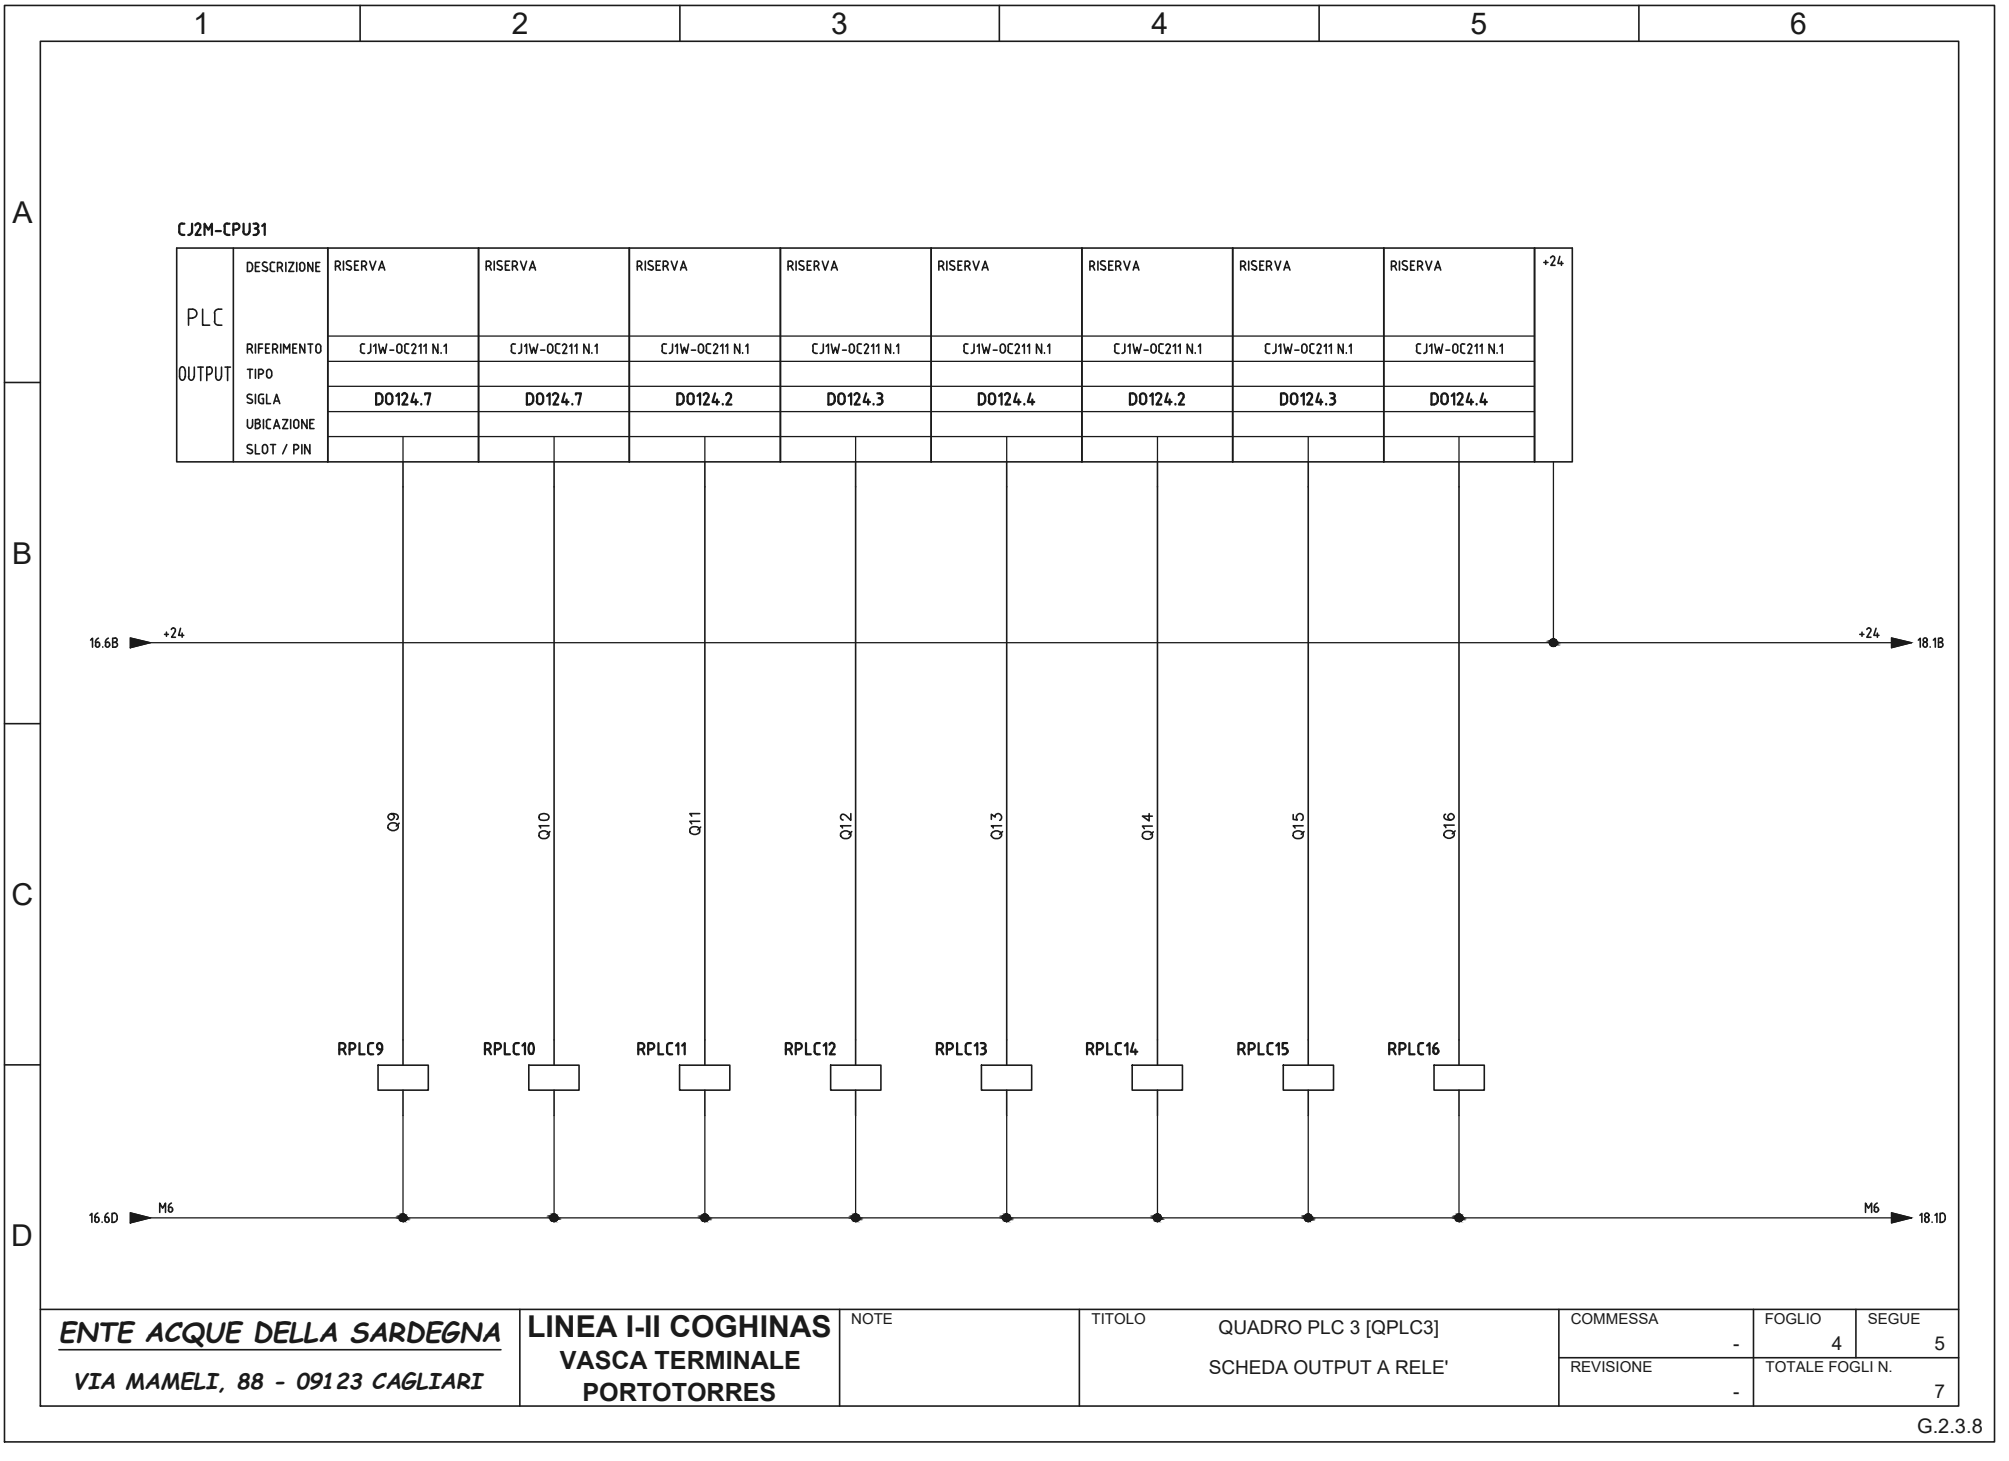 1 2 3 4 5 6
A
CJ2M-CPU31
DESCRIZIONE RISERVA RISERVA RISERVA RISERVA RISERVA RISERVA RISERVA RISERVA +24
PLC
RIFERIMENTO CJ1W-OC211 N.1 CJ1W-OC211 N.1 CJ1W-OC211 N.1 CJ1W-OC211 N.1 CJ1W-OC211 N.1 CJ1W-OC211 N.1 CJ1W-OC211 N.1 CJ1W-OC211 N.1
OUTPUT TIPO
SIGLA DO124.7 DO124.7 DO124.2 DO124.3 DO124.4 DO124.2 DO124.3 DO124.4
UBICAZIONE
SLOT / PIN
B
16.6B +24 +24 18.1B
Q9 Q10 Q11 Q12 Q13 Q14 Q15 Q16
C
RPLC9 RPLC10 RPLC11 RPLC12 RPLC13 RPLC14 RPLC15 RPLC16
16.6D M6 M6 18.1D
D
ENTE ACQUE DELLA SARDEGNA
VIA MAMELI, 88 - 09123 CAGLIARI
LINEA I-II COGHINAS
VASCA TERMINALE
PORTOTORRES
NOTE
TITOLO QUADRO PLC 3 [QPLC3]
SCHEDA OUTPUT A RELE'
COMMESSA -
FOGLIO 4
SEGUE 5
REVISIONE -
TOTALE FOGLI N. 7
G.2.3.8